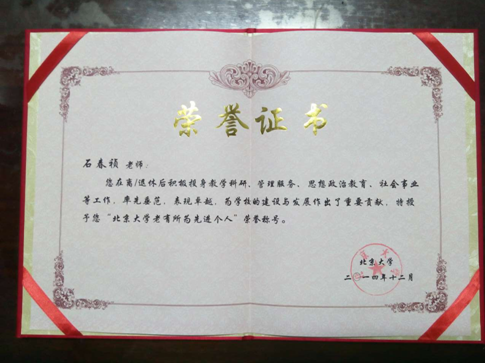 荣誉证书
石春祯 老师：
您在离/退休后积极投身教学科研、管理服务、思想政治教育、社会事业
等工作，率先垂范，表现卓越，为学校的建设与发展作出了重要贡献，特授
予您“北京大学老有所为先进个人”荣誉称号。
北京大学
二〇一四年十二月